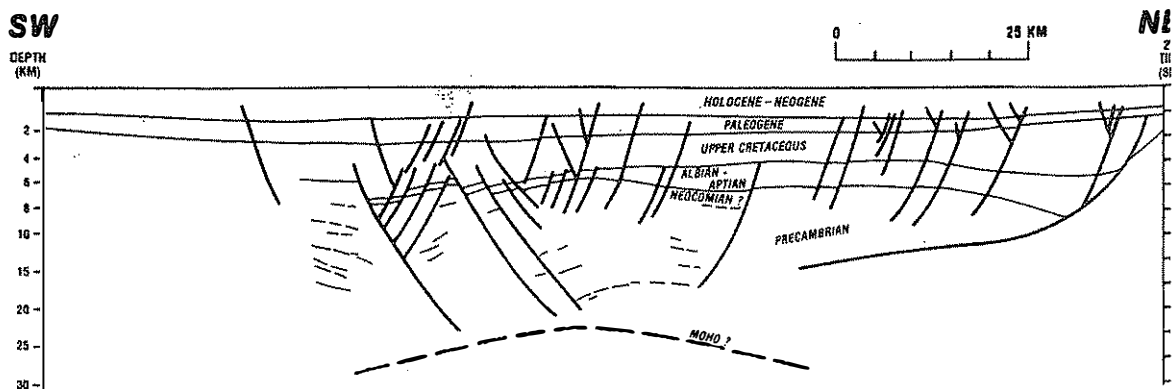 SW
DEPTH
(KM)
0 25 KM
HOLOCENE - NEOGENE
PALEOGENE
UPPER CRETACEOUS
ALBIAN -
APTIAN
NEOCOMIAN ?
PRECAMBRIAN
MOHO ?
2
4
6
8
10
15
20
25
30